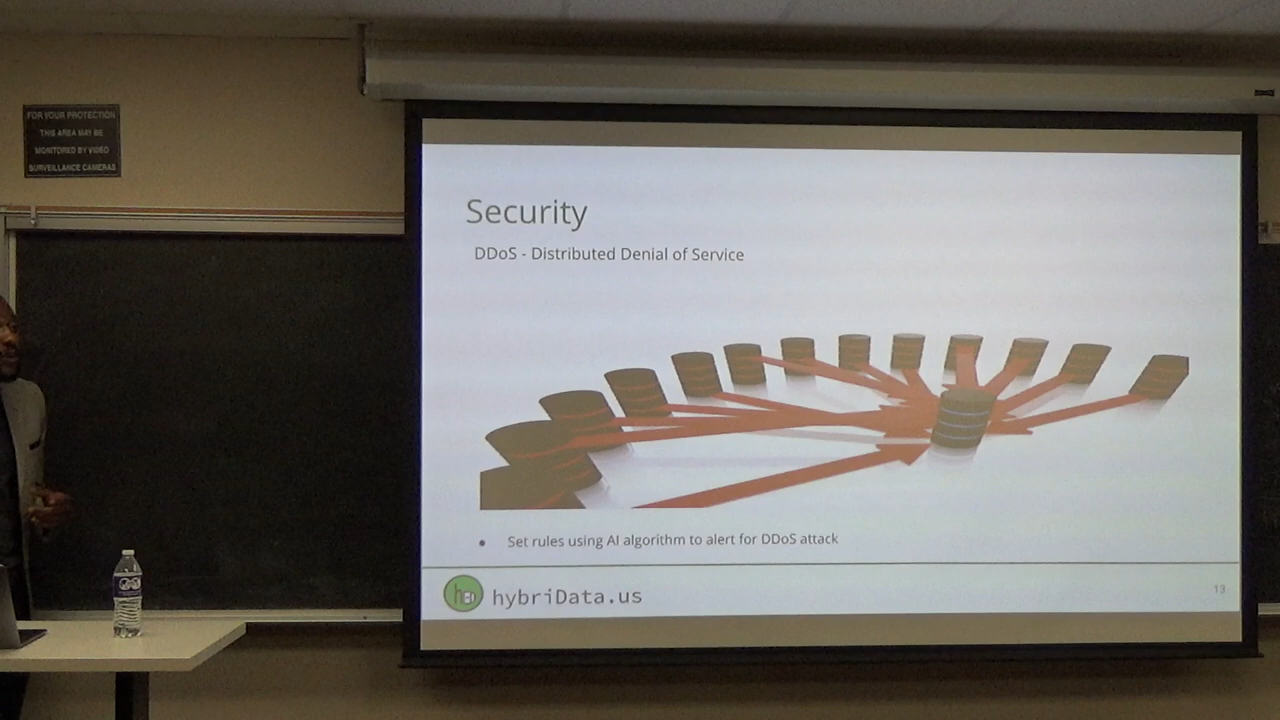 FOR YOUR PROTECTION
THIS AREA MAY BE
MONITORED BY VIDEO
SURVEILLANCE CAMERAS
Security
DDoS - Distributed Denial of Service
• Set rules using AI algorithm to alert for DDoS attack
hybriData.us
13